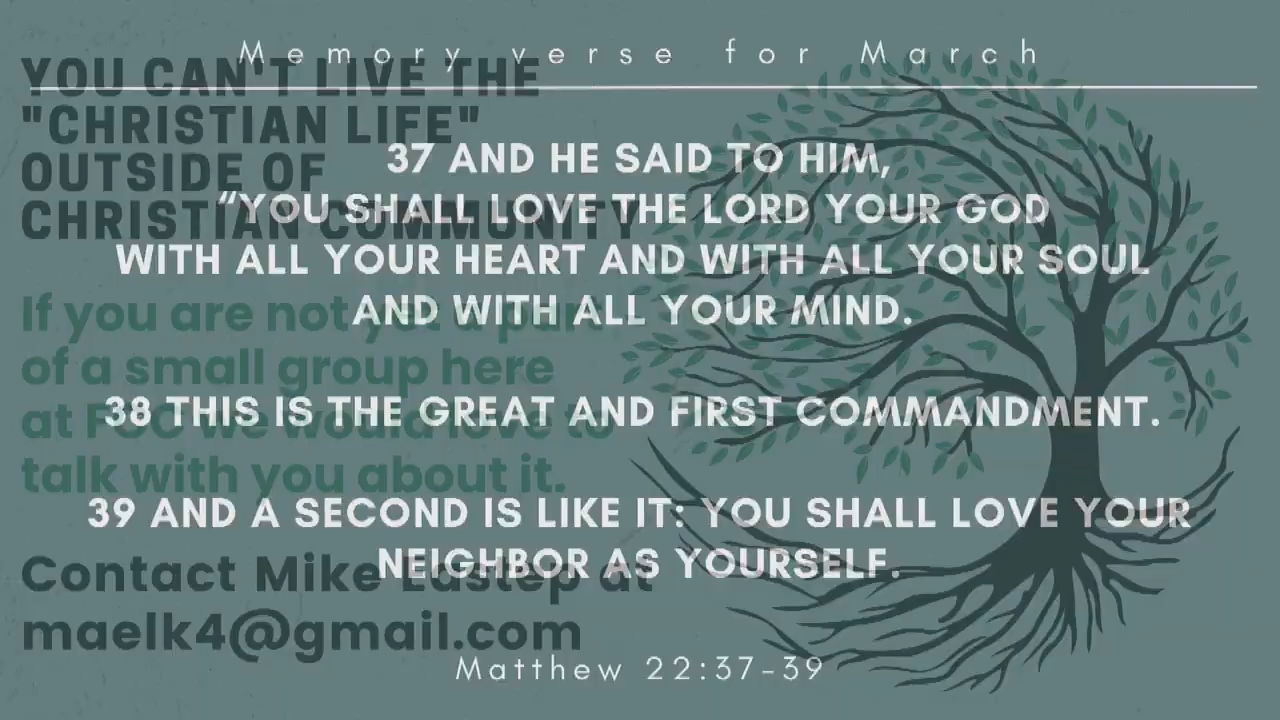 Memory verse for March
37 AND HE SAID TO HIM,
“YOU SHALL LOVE THE LORD YOUR GOD
WITH ALL YOUR HEART AND WITH ALL YOUR SOUL
AND WITH ALL YOUR MIND.
38 THIS IS THE GREAT AND FIRST COMMANDMENT.
39 AND A SECOND IS LIKE IT: YOU SHALL LOVE YOUR
NEIGHBOR AS YOURSELF.
Matthew 22:37-39
YOU CAN'T LIVE THE
"CHRISTIAN LIFE"
OUTSIDE OF
CHRISTIAN COMMUNITY
If you are not yet a part
of a small group here
at FCC we would love to
talk with you about it.
Contact Mike Eastep at
maelk4@gmail.com